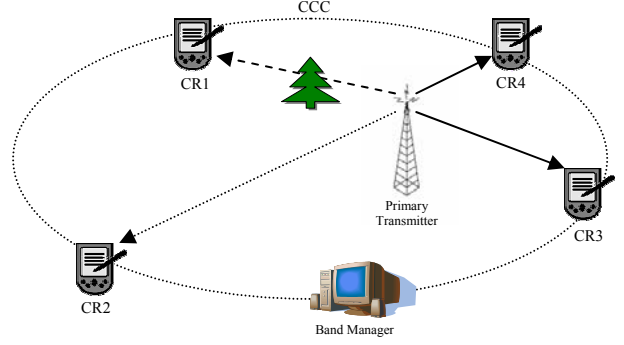 CCC
CR1
CR4
Primary
Transmitter
CR3
CR2
Band Manager